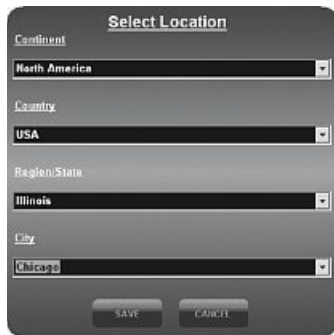 Select Location
Continent
North America
Country
USA
Region/State
Illinois
City
Chicago
SAVE CANCEL